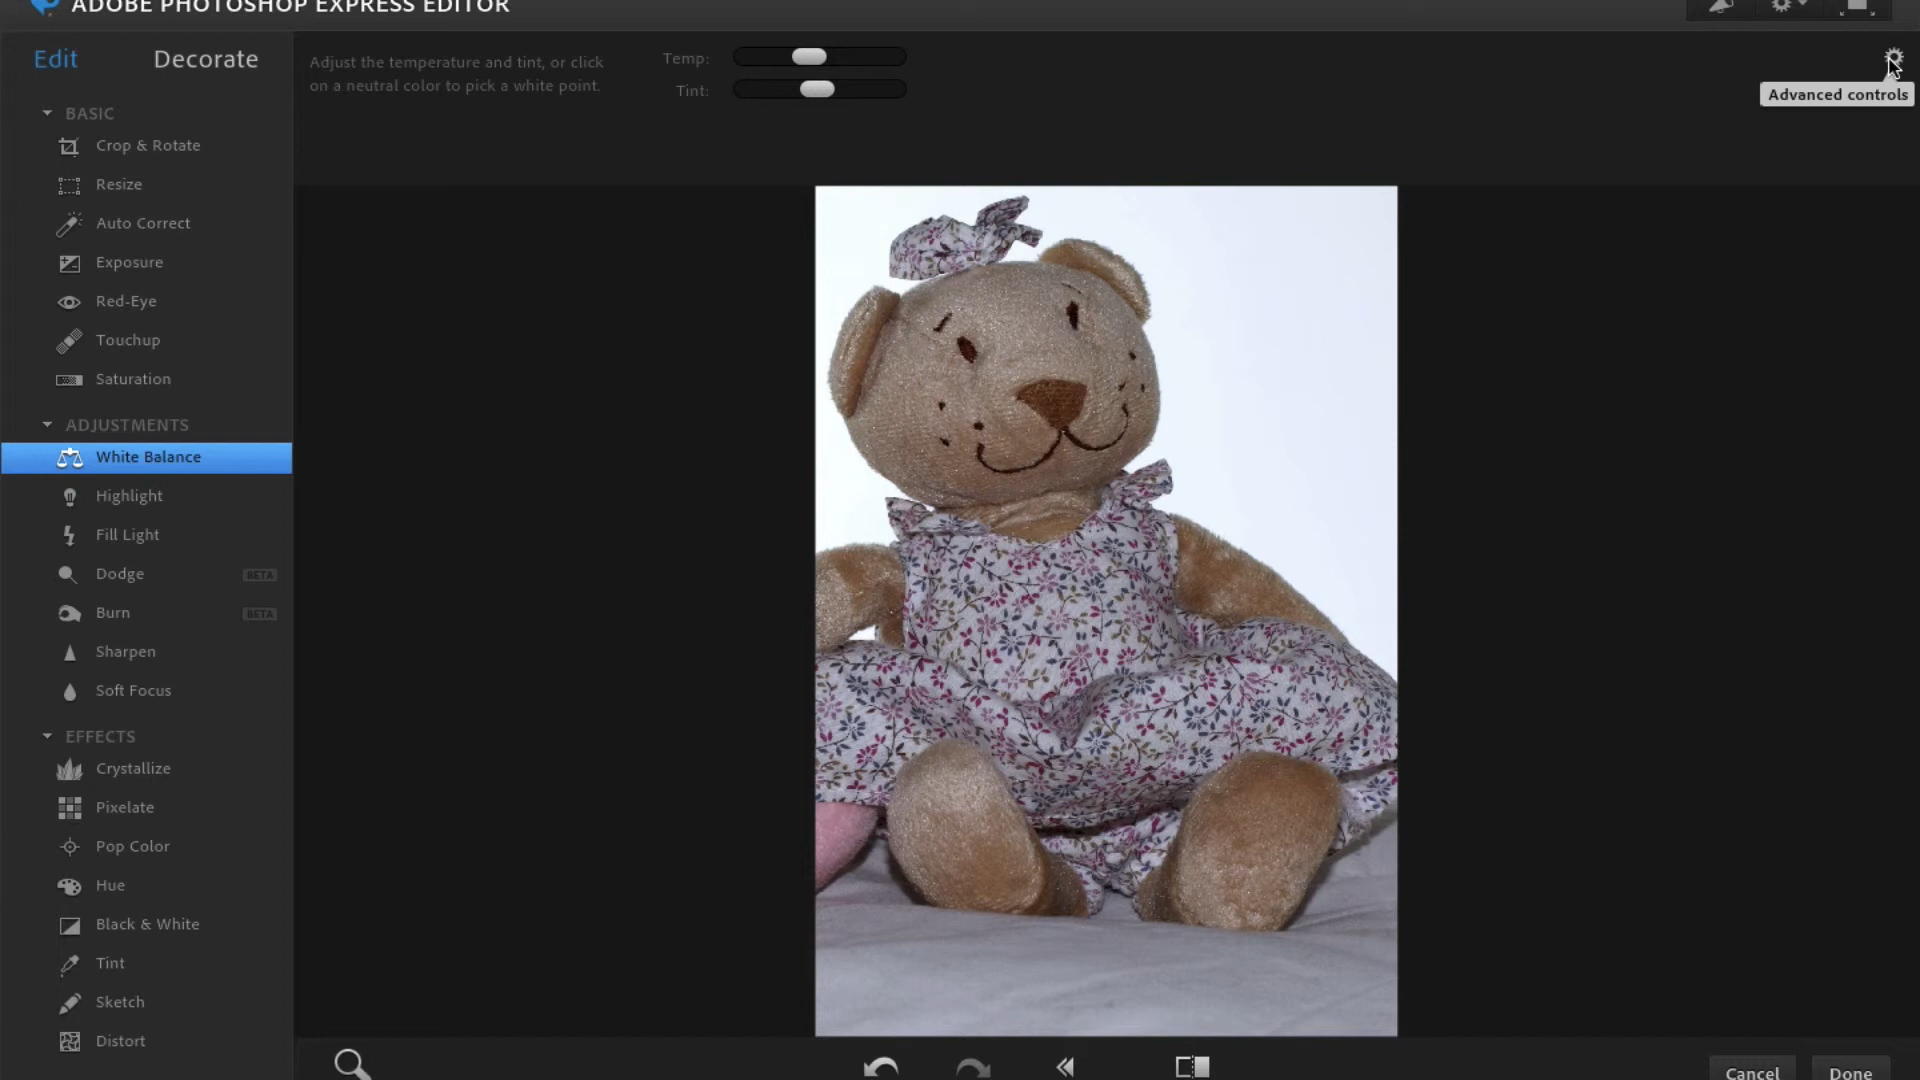 ADOBE PHOTOSHOP EXPRESS EDITOR
Edit
Decorate
Adjust the temperature and tint, or click
on a neutral color to pick a white point.
Temp:
Tint:
Advanced controls
BASIC
Crop & Rotate
Resize
Auto Correct
Exposure
Red-Eye
Touchup
Saturation
ADJUSTMENTS
White Balance
Highlight
Fill Light
Dodge BETA
Burn BETA
Sharpen
Soft Focus
EFFECTS
Crystallize
Pixelate
Pop Color
Hue
Black & White
Tint
Sketch
Distort
Cancel
Done